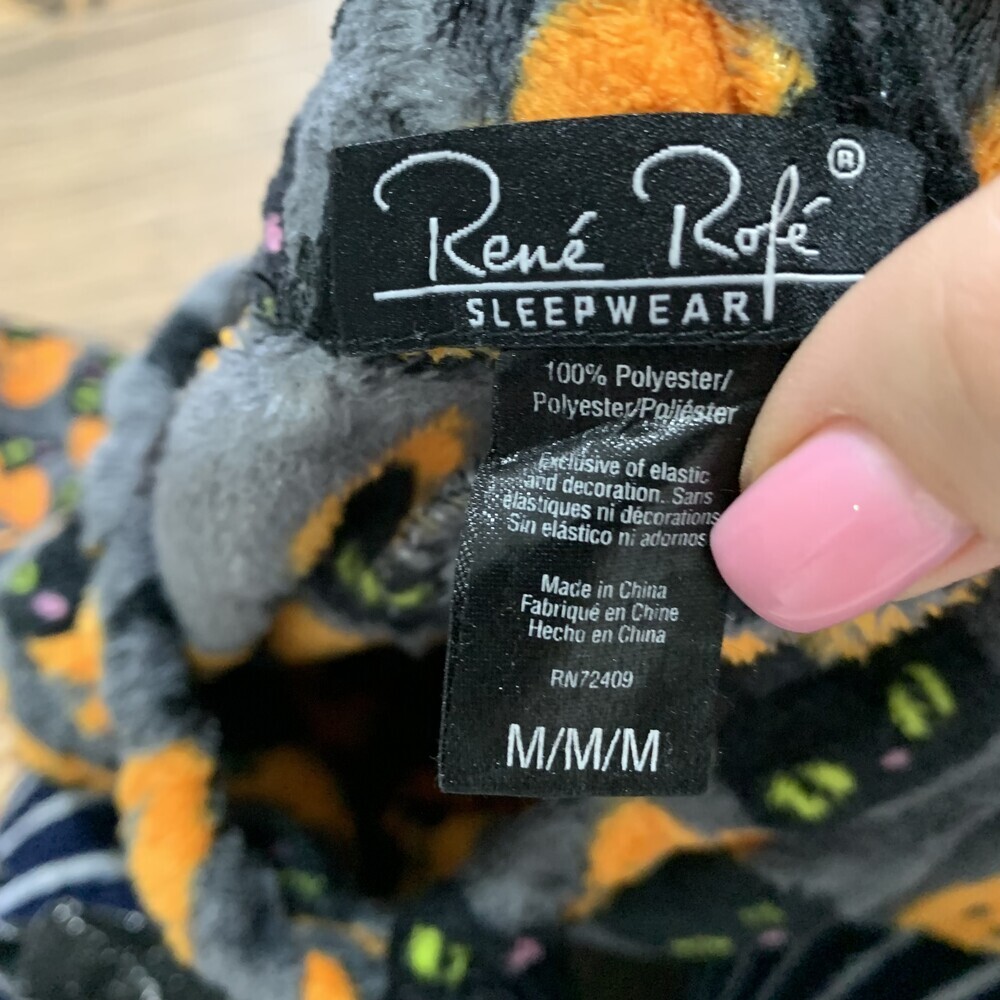 René Rofé®
SLEEPWEAR
100% Polyester/
Polyester/Poliéster
Exclusive of elastic
and decoration. Sans
élastiques ni décorations
Sin elástico ni adornos
Made in China
Fabriqué en Chine
Hecho en China
RN72409
M/M/M